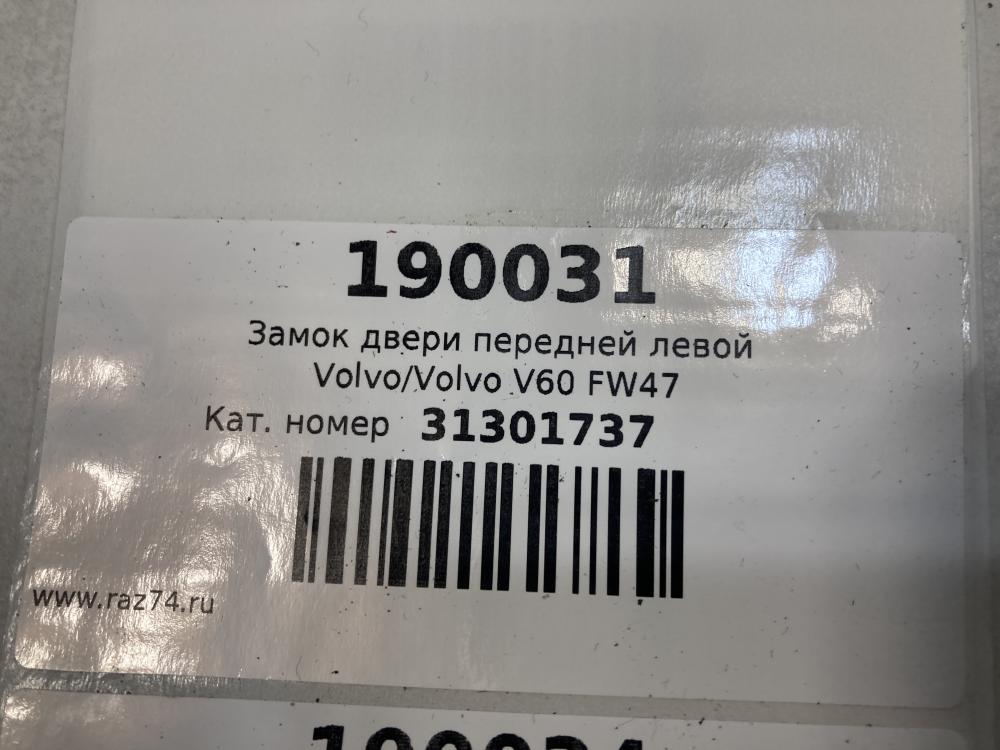 190031
Замок двери передней левой
Volvo/Volvo V60 FW47
Кат. номер 31301737
www.raz74.ru